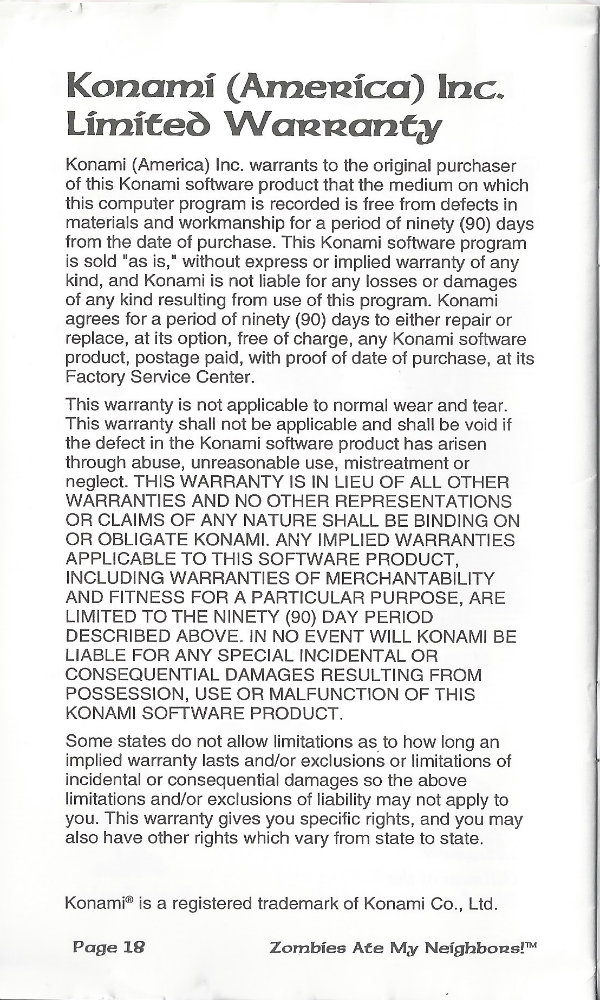 Konami (America) Inc.
Limited Warranty
Konami (America) Inc. warrants to the original purchaser
of this Konami software product that the medium on which
this computer program is recorded is free from defects in
materials and workmanship for a period of ninety (90) days
from the date of purchase. This Konami software program
is sold "as is," without express or implied warranty of any
kind, and Konami is not liable for any losses or damages
of any kind resulting from use of this program. Konami
agrees for a period of ninety (90) days to either repair or
replace, at its option, free of charge, any Konami software
product, postage paid, with proof of date of purchase, at its
Factory Service Center.
This warranty is not applicable to normal wear and tear.
This warranty shall not be applicable and shall be void if
the defect in the Konami software product has arisen
through abuse, unreasonable use, mistreatment or
neglect. THIS WARRANTY IS IN LIEU OF ALL OTHER
WARRANTIES AND NO OTHER REPRESENTATIONS
OR CLAIMS OF ANY NATURE SHALL BE BINDING ON
OR OBLIGATE KONAMI. ANY IMPLIED WARRANTIES
APPLICABLE TO THIS SOFTWARE PRODUCT,
INCLUDING WARRANTIES OF MERCHANTABILITY
AND FITNESS FOR A PARTICULAR PURPOSE, ARE
LIMITED TO THE NINETY (90) DAY PERIOD
DESCRIBED ABOVE. IN NO EVENT WILL KONAMI BE
LIABLE FOR ANY SPECIAL INCIDENTAL OR
CONSEQUENTIAL DAMAGES RESULTING FROM
POSSESSION, USE OR MALFUNCTION OF THIS
KONAMI SOFTWARE PRODUCT.
Some states do not allow limitations as to how long an
implied warranty lasts and/or exclusions or limitations of
incidental or consequential damages so the above
limitations and/or exclusions of liability may not apply to
you. This warranty gives you specific rights, and you may
also have other rights which vary from state to state.
Konami® is a registered trademark of Konami Co., Ltd.
Page 18 Zombies Ate My Neighbors!™